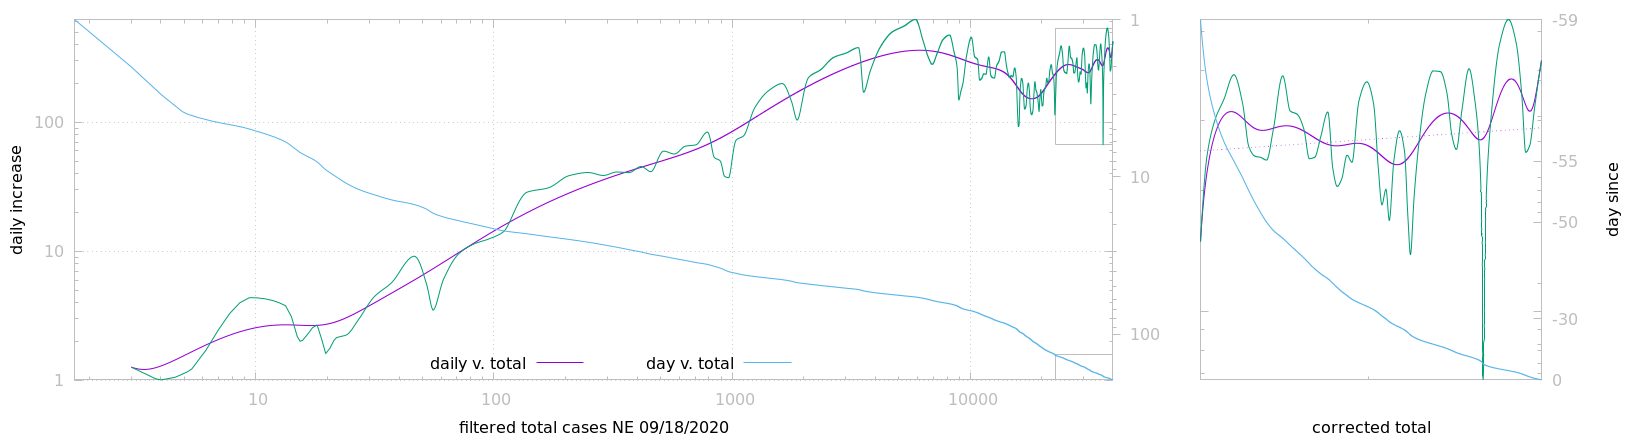 daily increase
100
10
1
daily v. total
day v. total
10
100
1000
10000
filtered total cases NE 09/18/2020
1
10
100
-59
-55
-50
-30
0
day since
corrected total